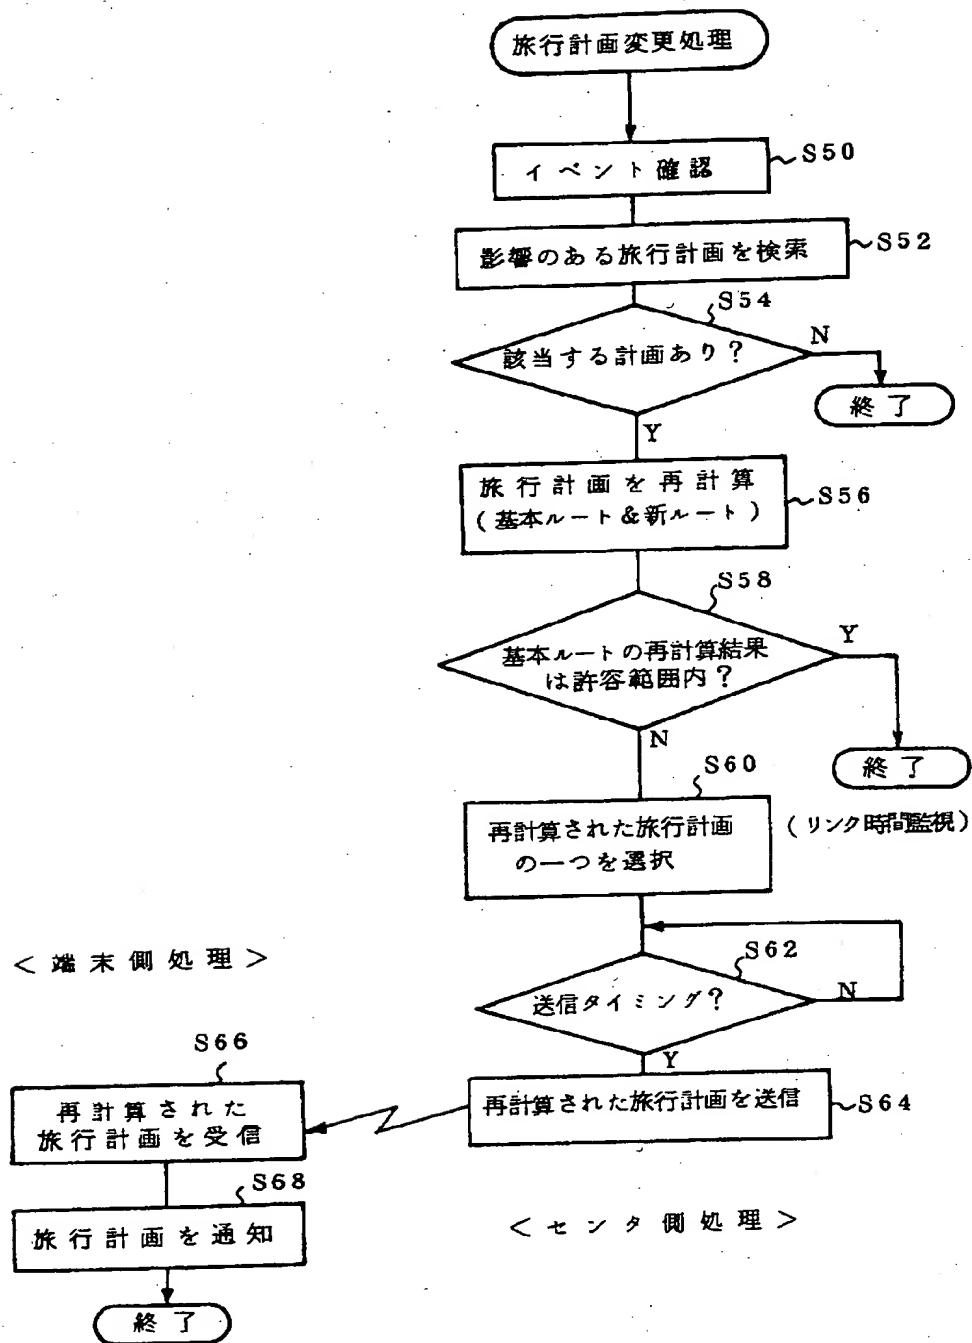 旅行計画変更処理
イベント確認
S50
影響のある旅行計画を検索
S52
S54
該当する計画あり?
N
終了
Y
旅行計画を再計算
(基本ルート&新ルート)
S56
S58
基本ルートの再計算結果
は許容範囲内?
Y
N
終了
(リンク時間監視)
S60
再計算された旅行計画
の一つを選択
S62
送信タイミング?
N
Y
再計算された旅行計画を送信
S64
<センタ側処理>
<端末側処理>
S66
再計算された
旅行計画を受信
S68
旅行計画を通知
終了